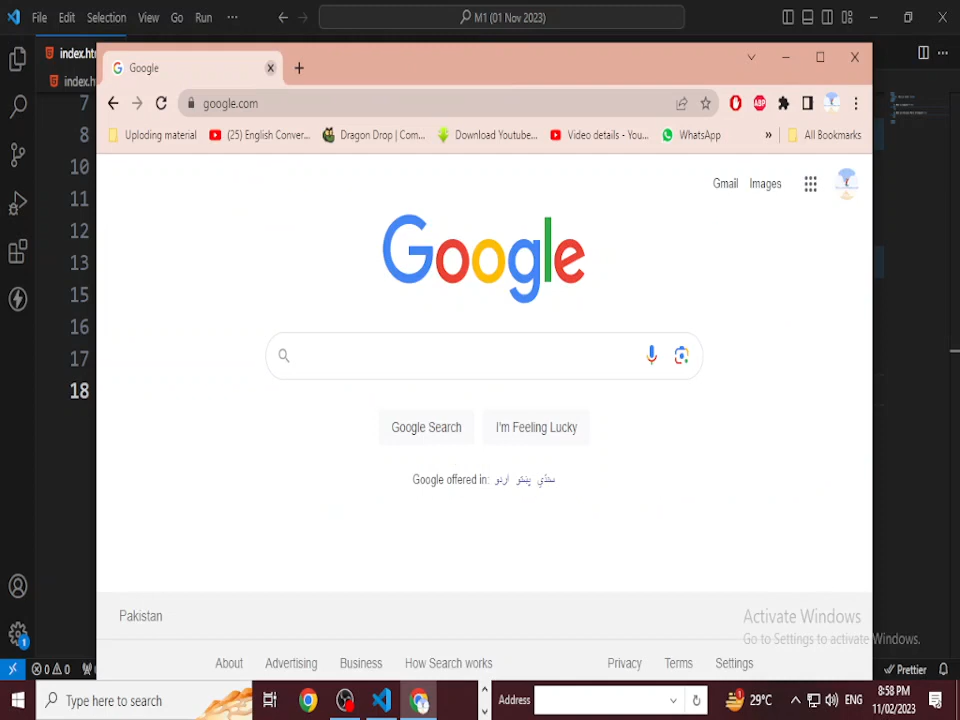 File Edit Selection View Go Run ··· M1 (01 Nov 2023)
index.htm
Google
index.h
google.com
ABP
Uploding material (25) English Conver... Dragon Drop | Com... Download Youtube... Video details - You... WhatsApp » All Bookmarks
7
8
10
11
12
13
15
16
17
18
Gmail Images
Google
Google Search I'm Feeling Lucky
Google offered in: اردو پښتو سنڌي
Pakistan
Activate Windows
Go to Settings to activate Windows.
About Advertising Business How Search works Privacy Terms Settings
1
0 0 Prettier
Type here to search Address 29°C ENG 8:58 PM
11/02/2023